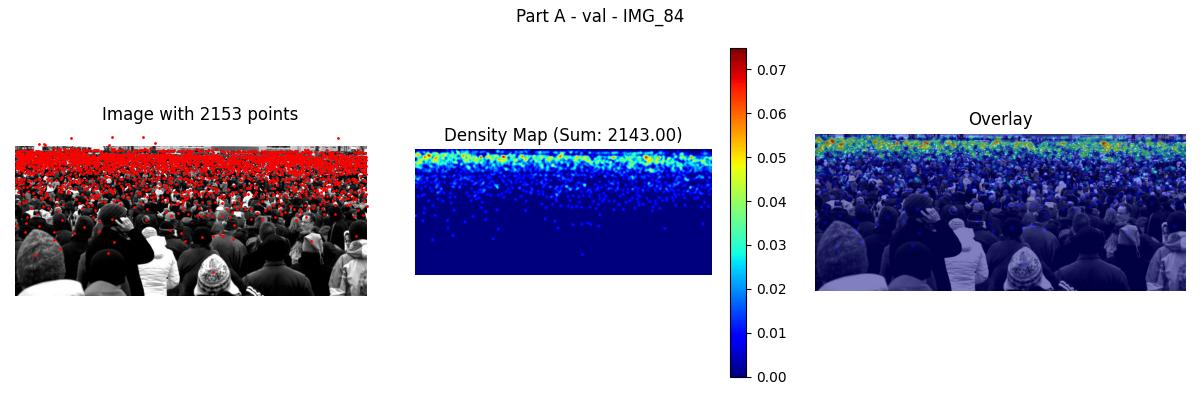 Part A - val - IMG_84
Image with 2153 points
Density Map (Sum: 2143.00)
0.07
0.06
0.05
0.04
0.03
0.02
0.01
0.00
Overlay